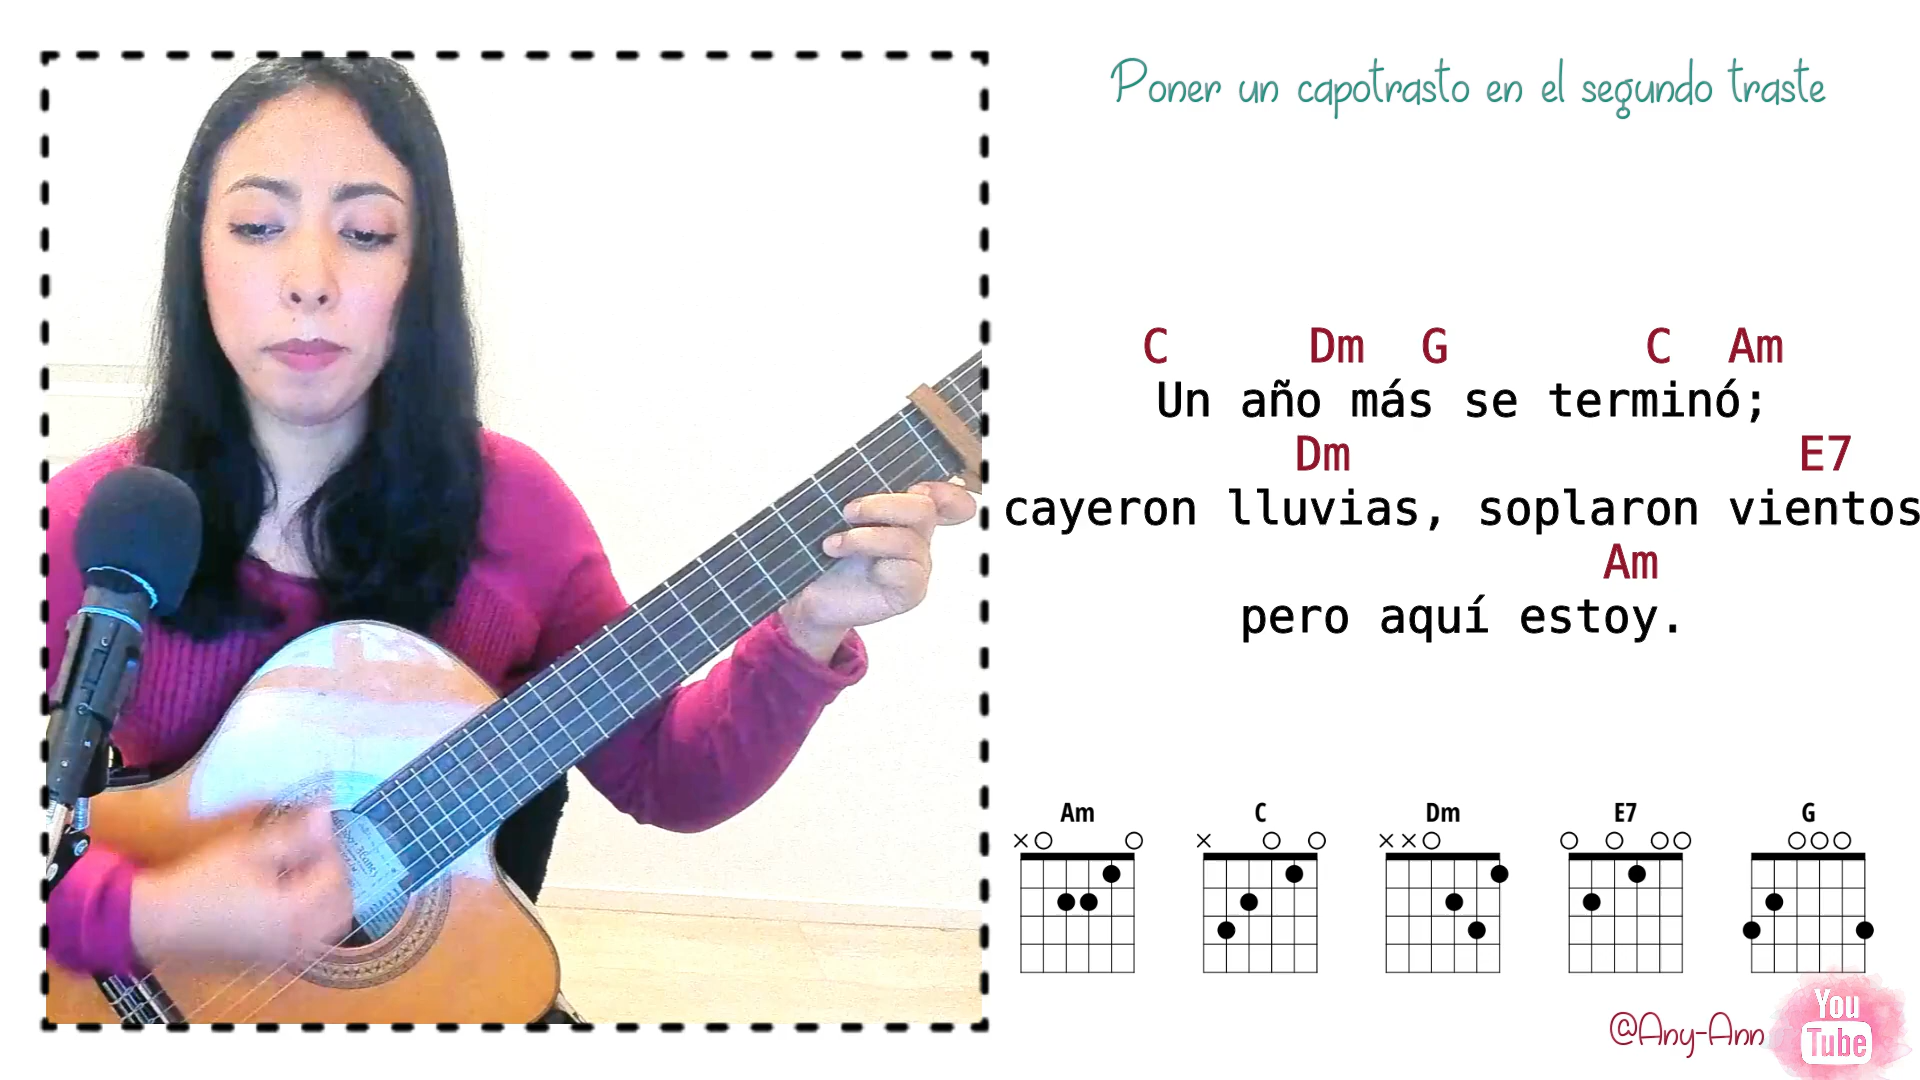 Poner un capotrasto en el segundo traste
C Dm G C Am
Un año más se terminó;
Dm E7
cayeron lluvias, soplaron vientos
Am
pero aquí estoy.
Am C Dm E7 G
@Any-Ann
You
Tube